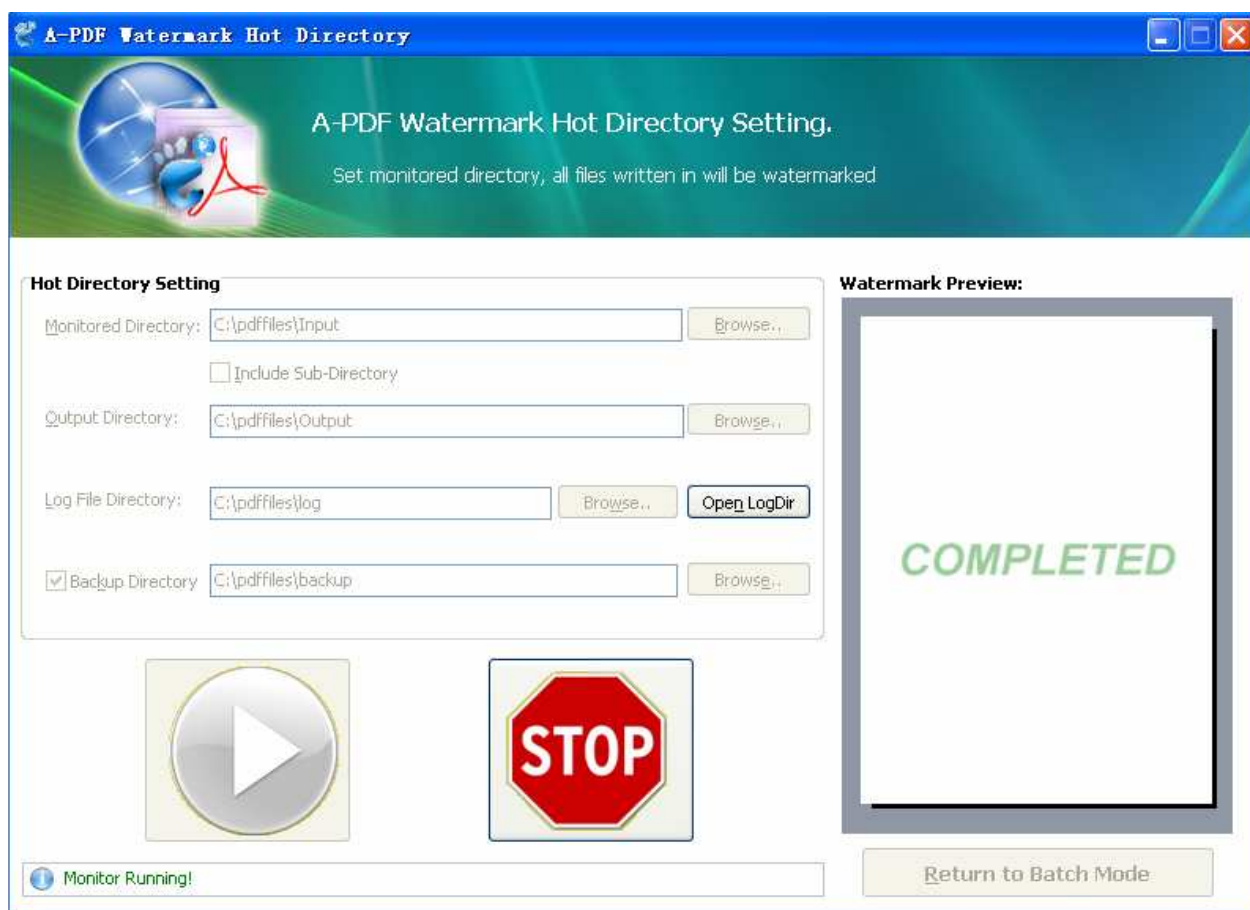 A-PDF Watermark Hot Directory
A-PDF Watermark Hot Directory Setting.
Set monitored directory, all files written in will be watermarked
Hot Directory Setting
Monitored Directory: C:\pdffiles\Input Browse..
Include Sub-Directory
Output Directory: C:\pdffiles\Output Browse..
Log File Directory: C:\pdffiles\log Browse.. Open LogDir
Backup Directory C:\pdffiles\backup Browse..
STOP
Monitor Running!
Watermark Preview:
COMPLETED
Return to Batch Mode